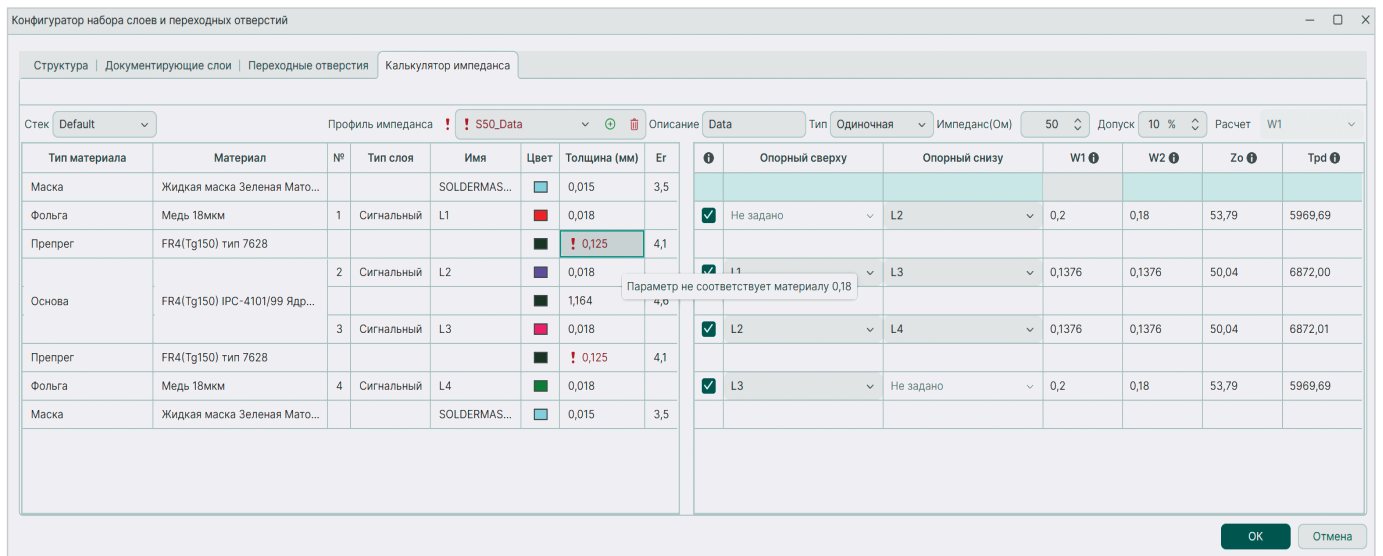 Конфигуратор набора слоев и переходных отверстий
Структура | Документирующие слои | Переходные отверстия Калькулятор импеданса
Стек Default Профиль импеданса ! ! S50_Data Описание Data Тип Одиночная Импеданс(Ом) 50 Допуск 10 % Расчет W1
Тип материала Материал № Тип слоя Имя Цвет Толщина (мм) Er Опорный сверху Опорный снизу W1 W2 Zo Tpd
Маска Жидкая маска Зеленая Мато... SOLDERMAS... 0,015 3,5
Фольга Медь 18мкм 1 Сигнальный L1 0,018 Не задано L2 0,2 0,18 53,79 5969,69
Препрег FR4(Tg150) тип 7628 ! 0,125 4,1
2 Сигнальный L2 0,018 L1 L3 0,1376 0,1376 50,04 6872,00
Параметр не соответствует материалу 0,18
Основа FR4(Tg150) IPC-4101/99 Ядр... 1,164 4,6
3 Сигнальный L3 0,018 L2 L4 0,1376 0,1376 50,04 6872,01
Препрег FR4(Tg150) тип 7628 ! 0,125 4,1
Фольга Медь 18мкм 4 Сигнальный L4 0,018 L3 Не задано 0,2 0,18 53,79 5969,69
Маска Жидкая маска Зеленая Мато... SOLDERMAS... 0,015 3,5
ОК Отмена